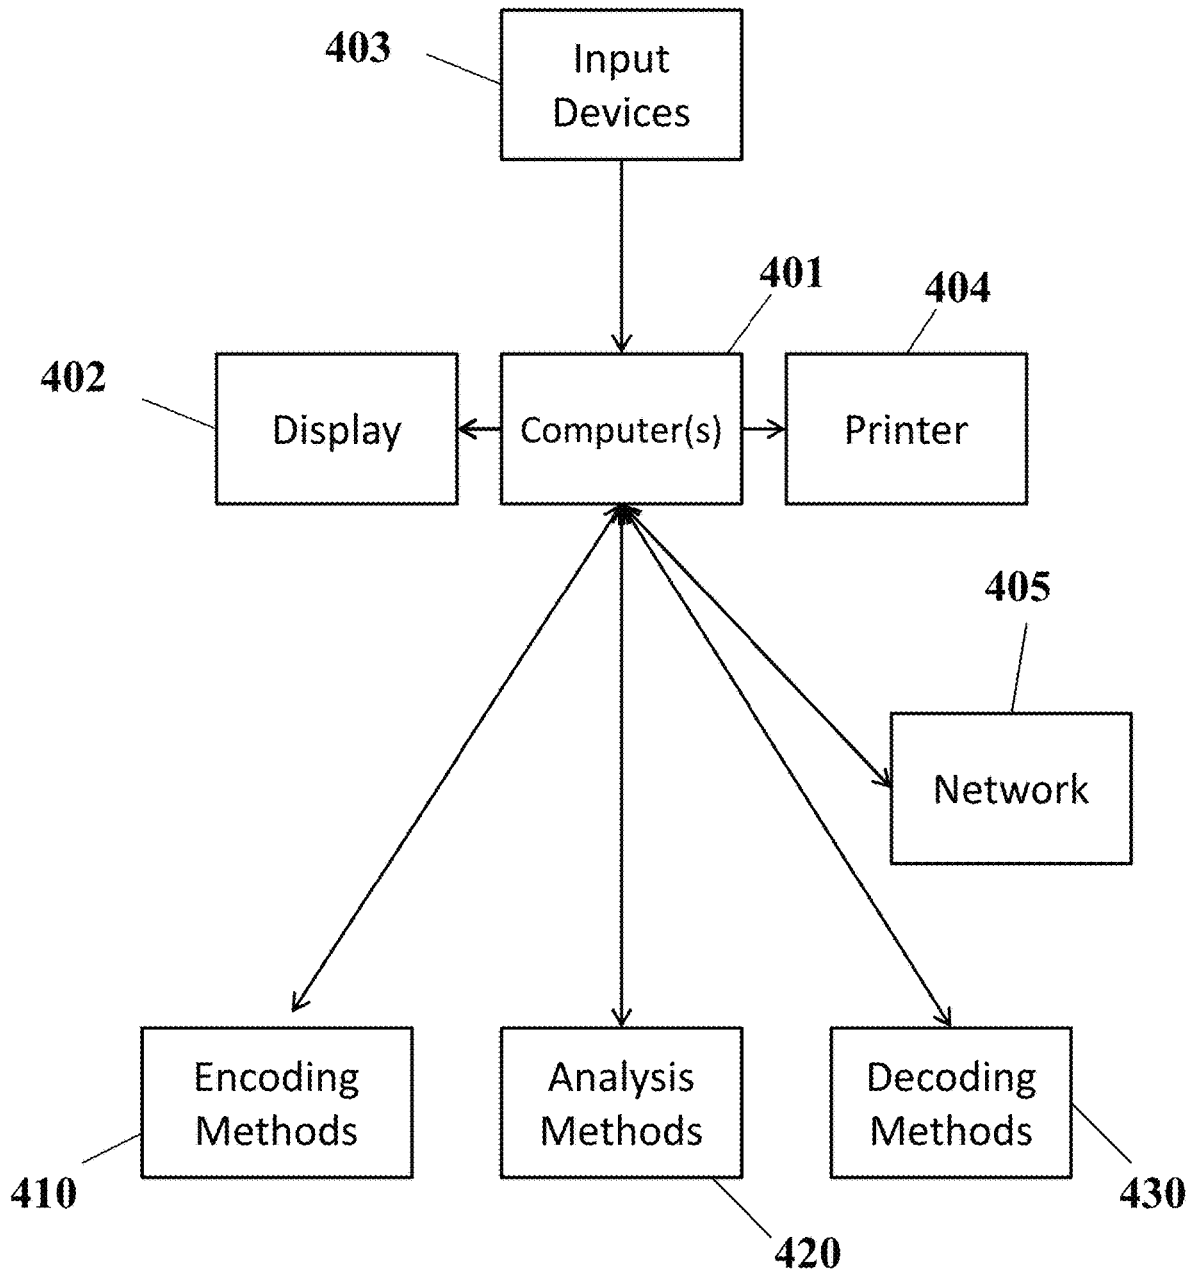 403
Input
Devices
401
404
402
Display
Computer(s)
Printer
405
Network
Encoding
Methods
Analysis
Methods
Decoding
Methods
410
420
430